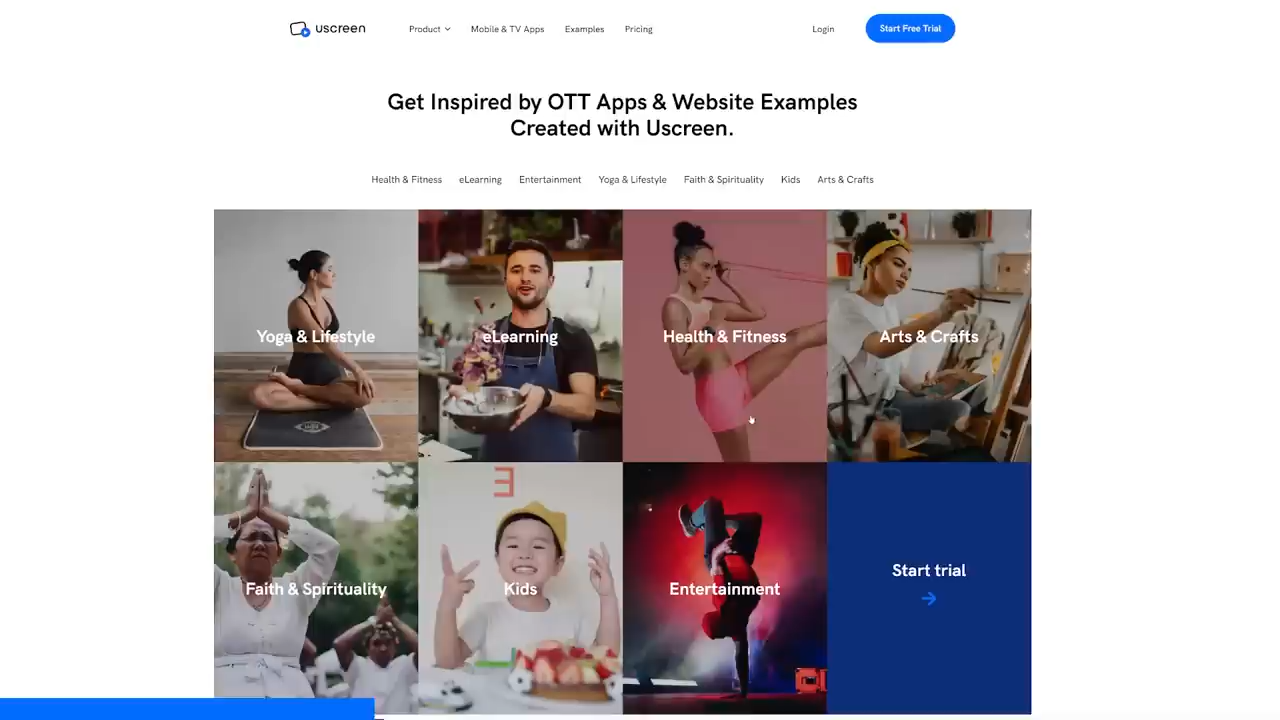 uscreen
Product
Mobile & TV Apps
Examples
Pricing
Login
Start Free Trial
Get Inspired by OTT Apps & Website Examples
Created with Uscreen.
Health & Fitness
eLearning
Entertainment
Yoga & Lifestyle
Faith & Spirituality
Kids
Arts & Crafts
Yoga & Lifestyle
eLearning
Health & Fitness
Arts & Crafts
Faith & Spirituality
Kids
Entertainment
Start trial